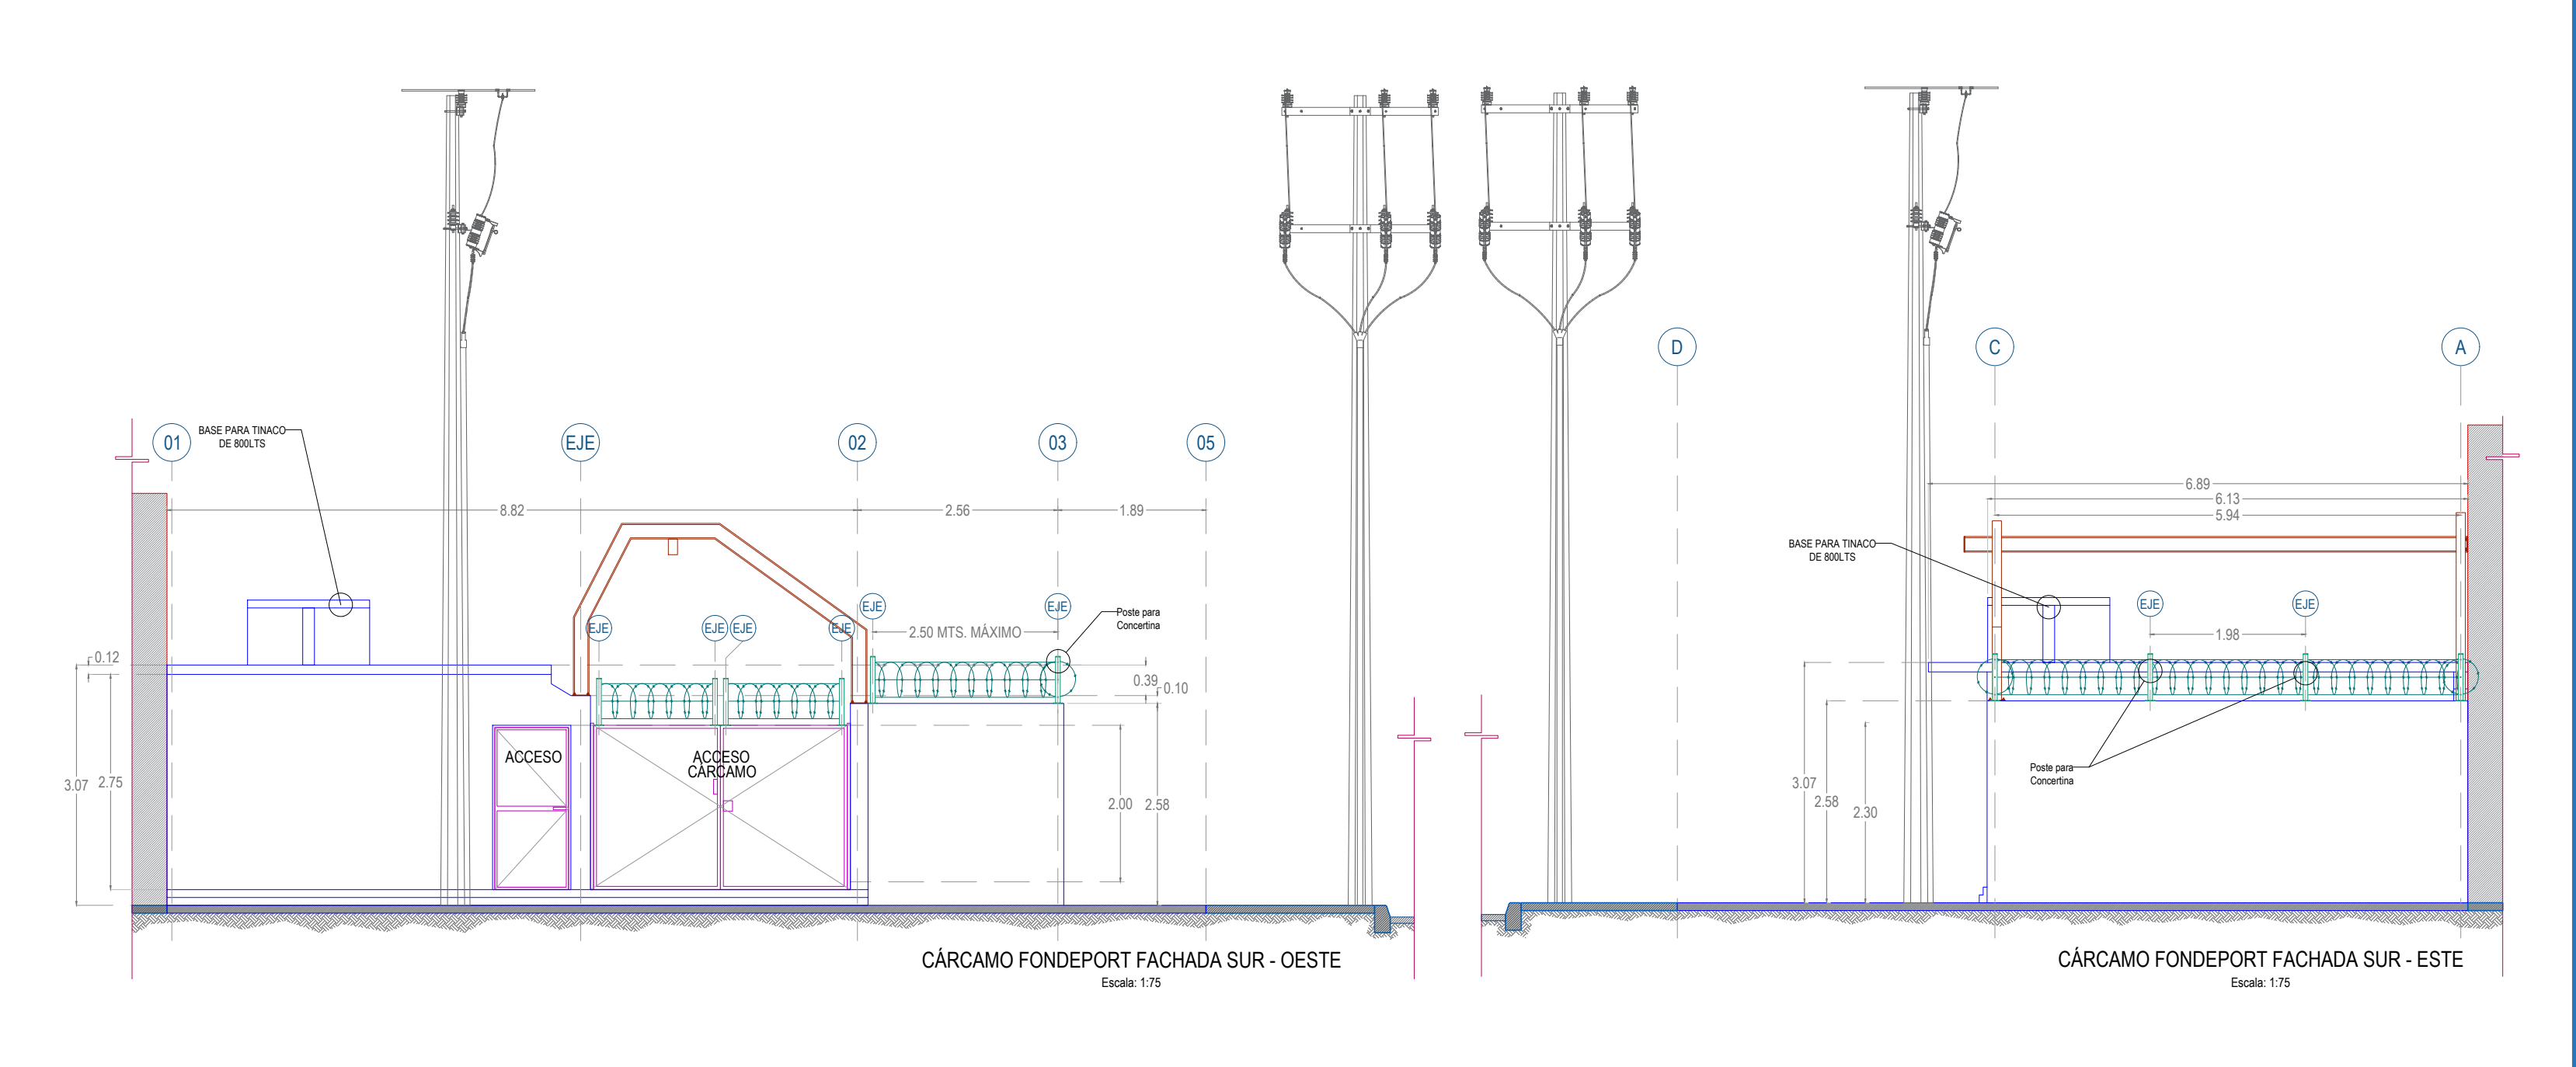 01
BASE PARA TINACO
DE 800LTS
EJE
02
03
05
8.82
2.56
1.89
EJE
EJE
EJE
EJE
EJE
EJE
2.50 MTS. MÁXIMO
Poste para
Concertina
0.12
0.39
0.10
3.07
2.75
ACCESO
ACCESO
CÁRCAMO
2.00
2.58
CÁRCAMO FONDEPORT FACHADA SUR - OESTE
Escala: 1:75
D
C
A
6.89
6.13
5.94
BASE PARA TINACO
DE 800LTS
EJE
EJE
1.98
Poste para
Concertina
3.07
2.58
2.30
CÁRCAMO FONDEPORT FACHADA SUR - ESTE
Escala: 1:75